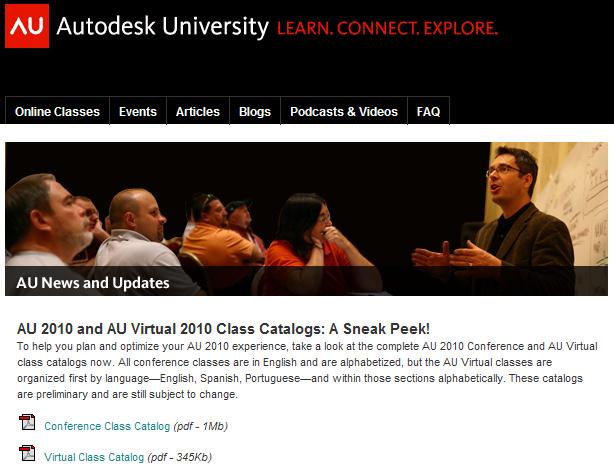 AU Autodesk University LEARN. CONNECT. EXPLORE.
Online Classes Events Articles Blogs Podcasts & Videos FAQ
AU News and Updates
AU 2010 and AU Virtual 2010 Class Catalogs: A Sneak Peek!
To help you plan and optimize your AU 2010 experience, take a look at the complete AU 2010 Conference and AU Virtual
class catalogs now. All conference classes are in English and are alphabetized, but the AU Virtual classes are
organized first by language—English, Spanish, Portuguese—and within those sections alphabetically. These catalogs
are preliminary and are still subject to change.
Conference Class Catalog (pdf - 1Mb)
Virtual Class Catalog (pdf - 345Kb)